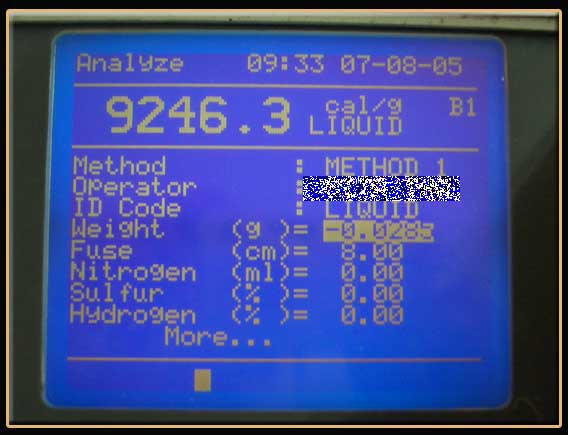 Analyze 09:33 07-08-05
9246.3 cal/g B1
LIQUID
Method : METHOD 1
Operator :
ID Code : LIQUID
Weight (g )= -0.0285
Fuse (cm)= 8.00
Nitrogen (ml)= 0.00
Sulfur (% )= 0.00
Hydrogen (% )= 0.00
More...